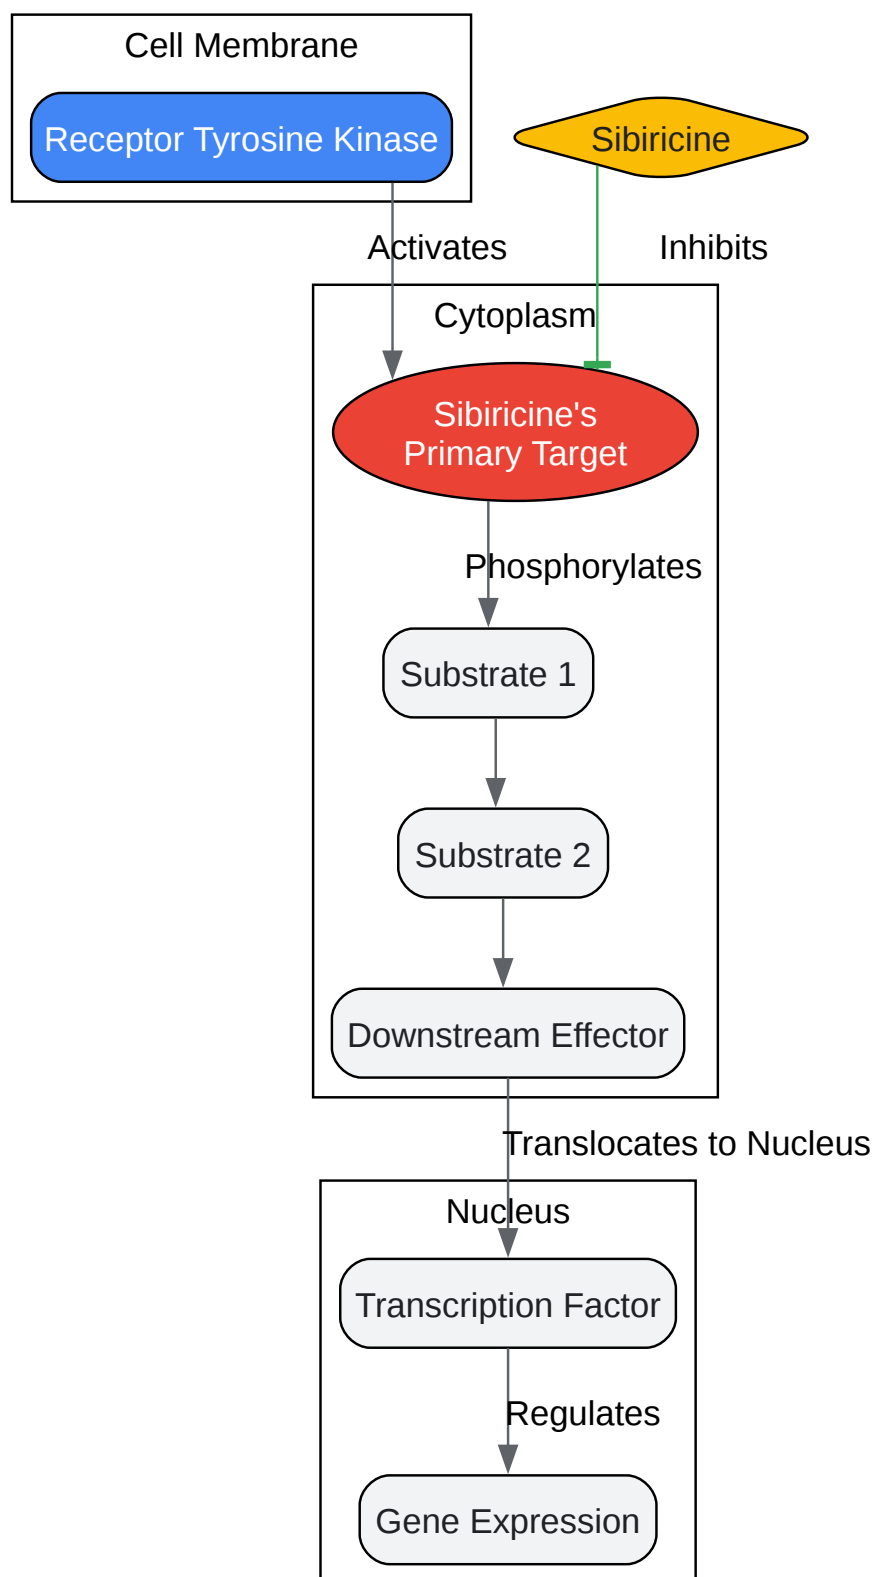 Cell Membrane
Receptor Tyrosine Kinase
Sibiricine
Activates
Inhibits
Cytoplasm
Sibiricine's
Primary Target
Phosphorylates
Substrate 1
Substrate 2
Downstream Effector
Translocates to Nucleus
Nucleus
Transcription Factor
Regulates
Gene Expression